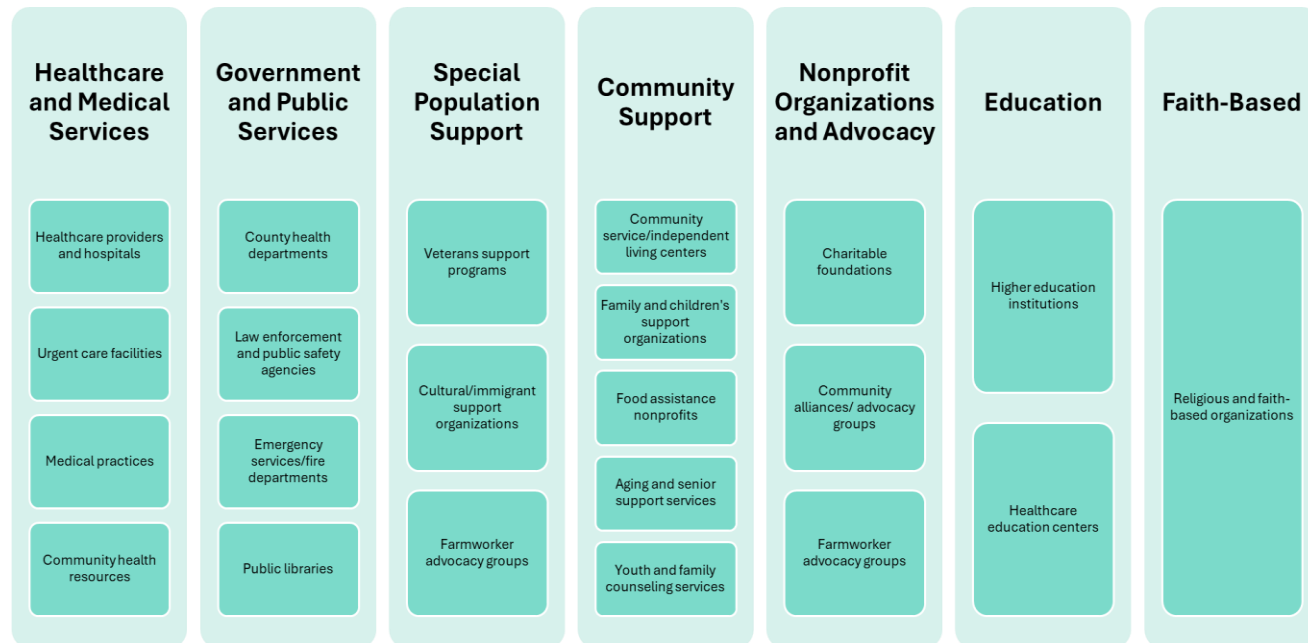 Healthcare
and Medical
Services
Healthcare providers
and hospitals
Urgent care facilities
Medical practices
Community health
resources
Government
and Public
Services
County health
departments
Law enforcement
and public safety
agencies
Emergency
services/fire
departments
Public libraries
Special
Population
Support
Veterans support
programs
Cultural/immigrant
support
organizations
Farmworker
advocacy groups
Community
Support
Community
service/independent
living centers
Family and children's
support
organizations
Food assistance
nonprofits
Aging and senior
support services
Youth and family
counseling services
Nonprofit
Organizations
and Advocacy
Charitable
foundations
Community
alliances/ advocacy
groups
Farmworker
advocacy groups
Education
Higher education
institutions
Healthcare
education centers
Faith-Based
Religious and faith-
based organizations